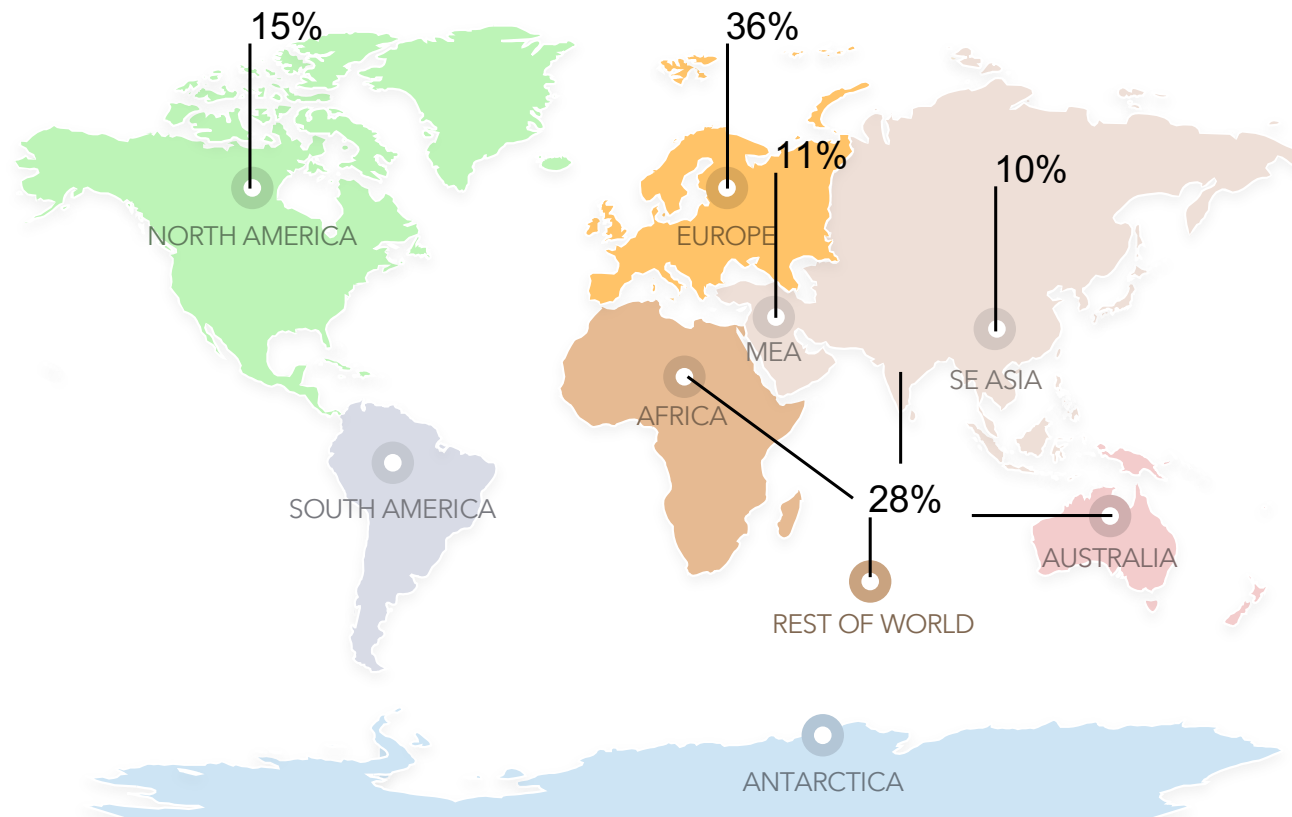 15%
36%
11%
10%
NORTH AMERICA
EUROPE
MEA
SE ASIA
AFRICA
28%
SOUTH AMERICA
AUSTRALIA
REST OF WORLD
ANTARCTICA